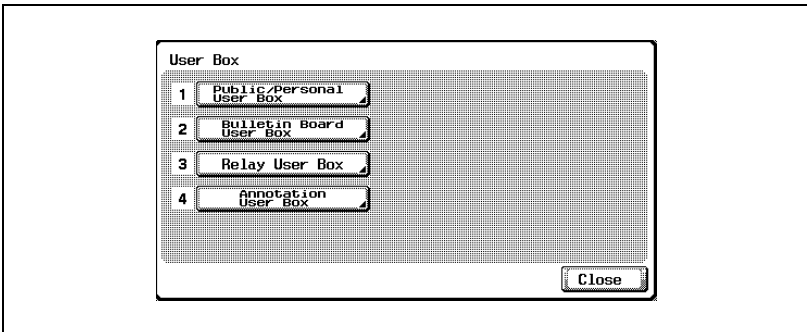 User Box
1 Public/Personal
User Box
2 Bulletin Board
User Box
3 Relay User Box
4 Annotation
User Box
Close